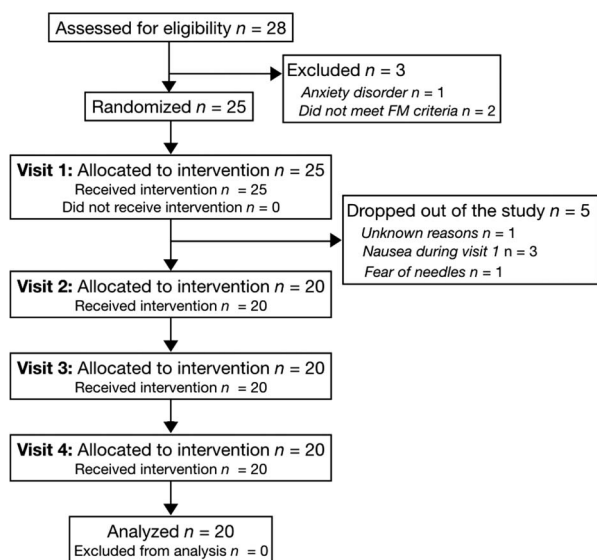 Assessed for eligibility n = 28
Excluded n = 3
Anxiety disorder n = 1
Did not meet FM criteria n = 2
Randomized n = 25
Visit 1: Allocated to intervention n = 25
Received intervention n = 25
Did not receive intervention n = 0
Dropped out of the study n = 5
Unknown reasons n = 1
Nausea during visit 1 n = 3
Fear of needles n = 1
Visit 2: Allocated to intervention n = 20
Received intervention n = 20
Visit 3: Allocated to intervention n = 20
Received intervention n = 20
Visit 4: Allocated to intervention n = 20
Received intervention n = 20
Analyzed n = 20
Excluded from analysis n = 0